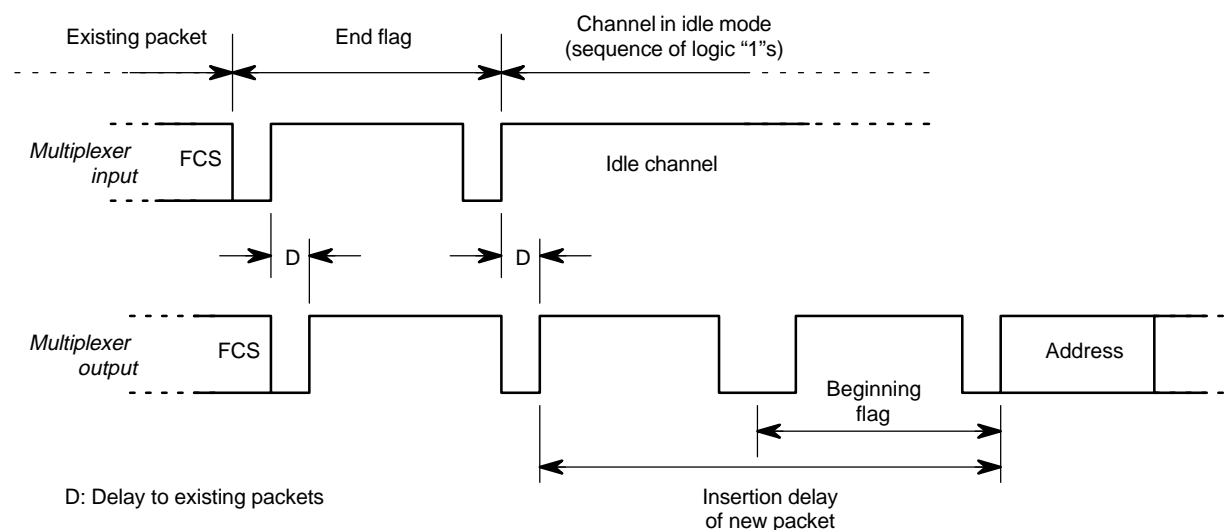 Existing packet
End flag
Channel in idle mode
(sequence of logic “1”s)
Multiplexer
input
FCS
Idle channel
D
D
Multiplexer
output
FCS
Address
Beginning
flag
D: Delay to existing packets
Insertion delay
of new packet